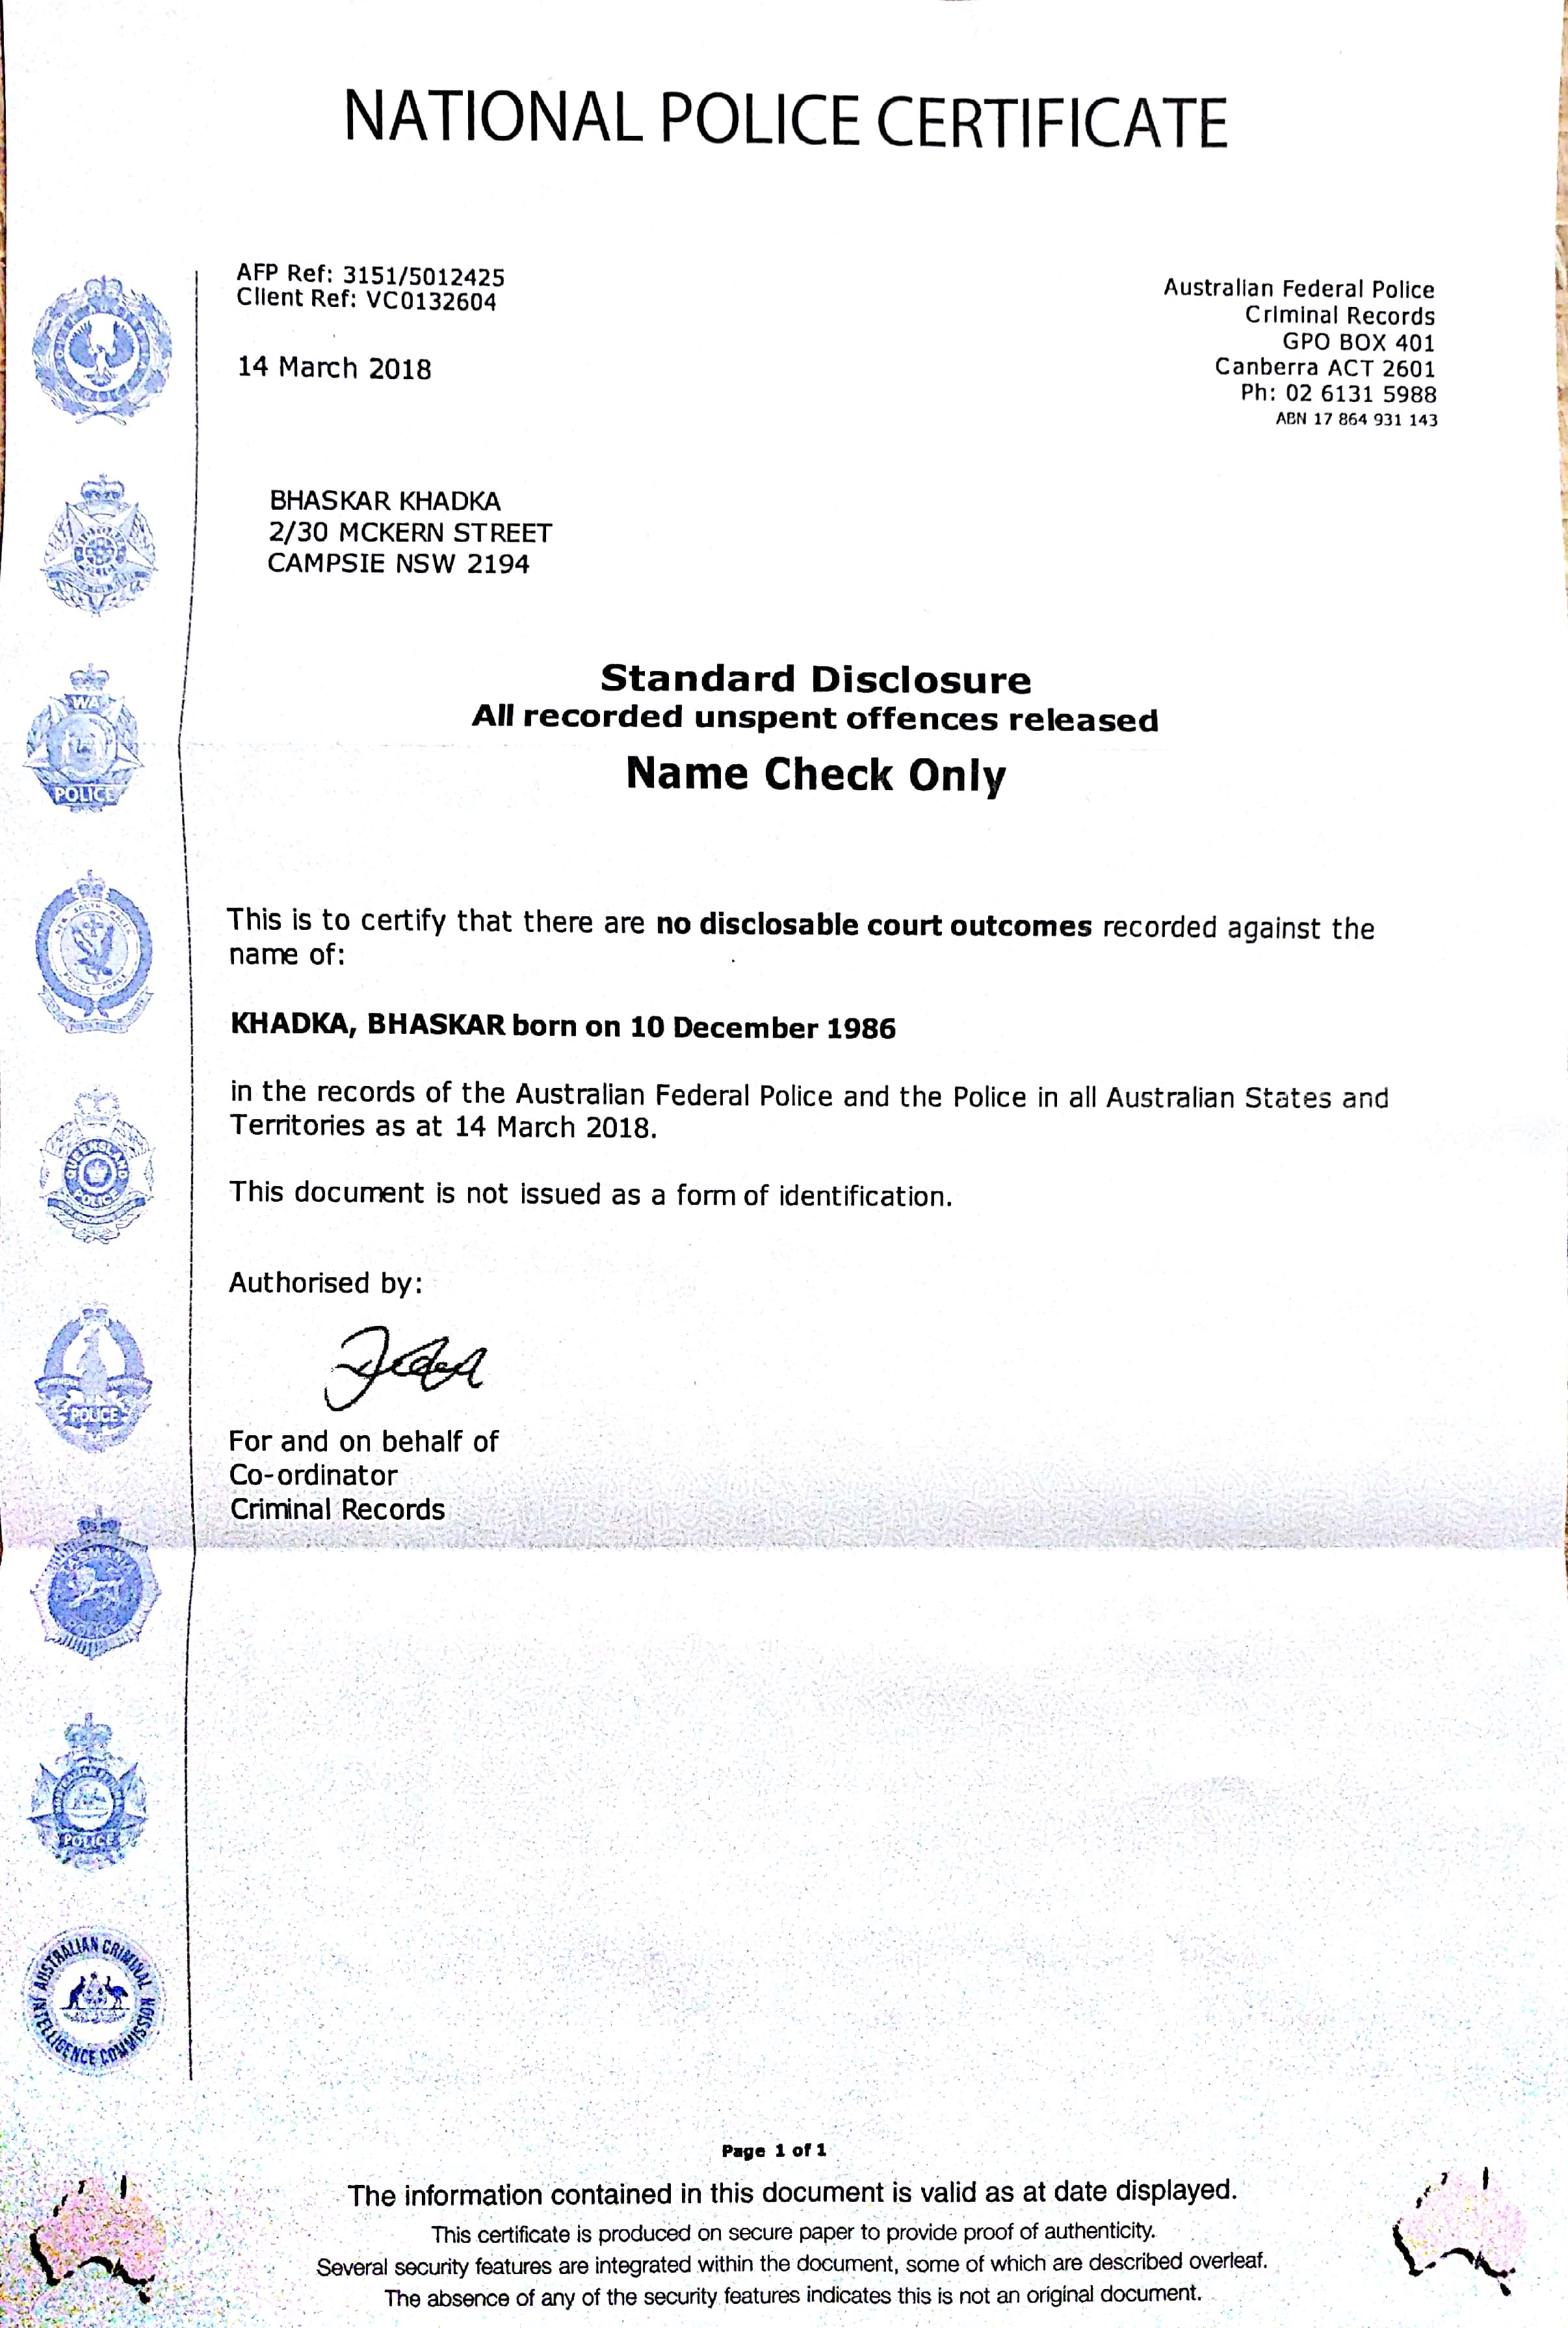 NATIONAL POLICE CERTIFICATE
AFP Ref: 3151/5012425
Client Ref: VC0132604
14 March 2018
Australian Federal Police
Criminal Records
GPO BOX 401
Canberra ACT 2601
Ph: 02 6131 5988
ABN 17 864 931 143
BHASKAR KHADKA
2/30 MCKERN STREET
CAMPSIE NSW 2194
Standard Disclosure
All recorded unspent offences released
Name Check Only
This is to certify that there are no disclosable court outcomes recorded against the
name of:
KHADKA, BHASKAR born on 10 December 1986
in the records of the Australian Federal Police and the Police in all Australian States and
Territories as at 14 March 2018.
This document is not issued as a form of identification.
Authorised by:
For and on behalf of
Co-ordinator
Criminal Records
WA
POLICE
QUEENSLAND
POLICE
POLICE
TASMANIA
POLICE
POLICE
AUSTRALIAN CRIMINAL
INTELLIGENCE COMMISSION
Page 1 of 1
The information contained in this document is valid as at date displayed.
This certificate is produced on secure paper to provide proof of authenticity.
Several security features are integrated within the document, some of which are described overleaf.
The absence of any of the security features indicates this is not an original document.